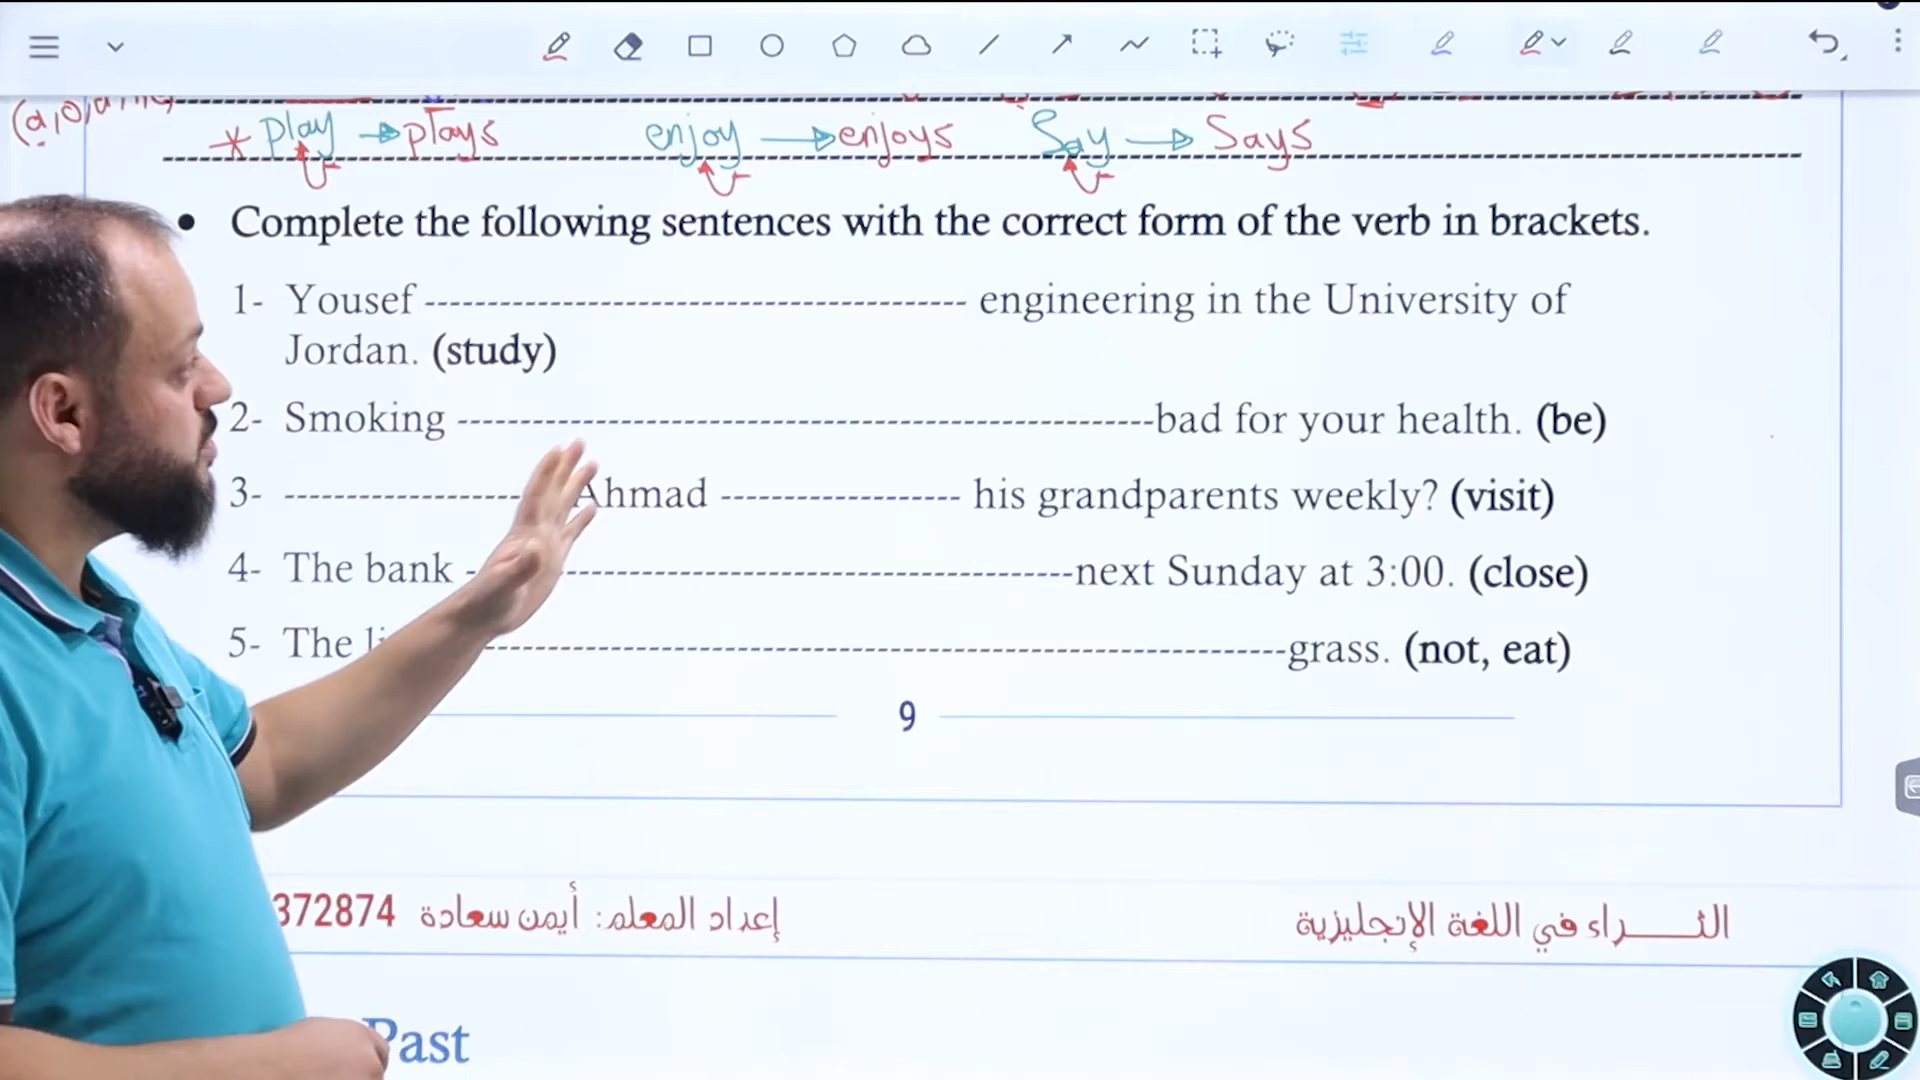 * play → plays enjoy → enjoys Say → Says
• Complete the following sentences with the correct form of the verb in brackets.
1- Yousef ------------------------------------------- engineering in the University of
Jordan. (study)
2- Smoking -------------------------------------------------------bad for your health. (be)
3- ------------------- Ahmad ------------------- his grandparents weekly? (visit)
4- The bank ------------------------------------------------next Sunday at 3:00. (close)
5- The ----------------------------------------------------------------grass. (not, eat)
9
الثـــراء في اللغة الإنجليزية
إعداد المعلم: أيمن سعادة 372874
Past